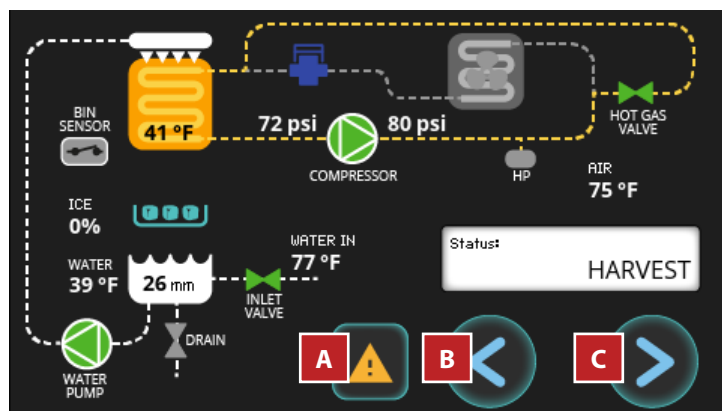 BIN
SENSOR
41 °F
72 psi
80 psi
COMPRESSOR
HP
HOT GAS
VALVE
AIR
75 °F
ICE
0%
WATER
39 °F
26 mm
WATER IN
77 °F
INLET
VALVE
DRAIN
WATER
PUMP
Status:
HARVEST
A
B
C